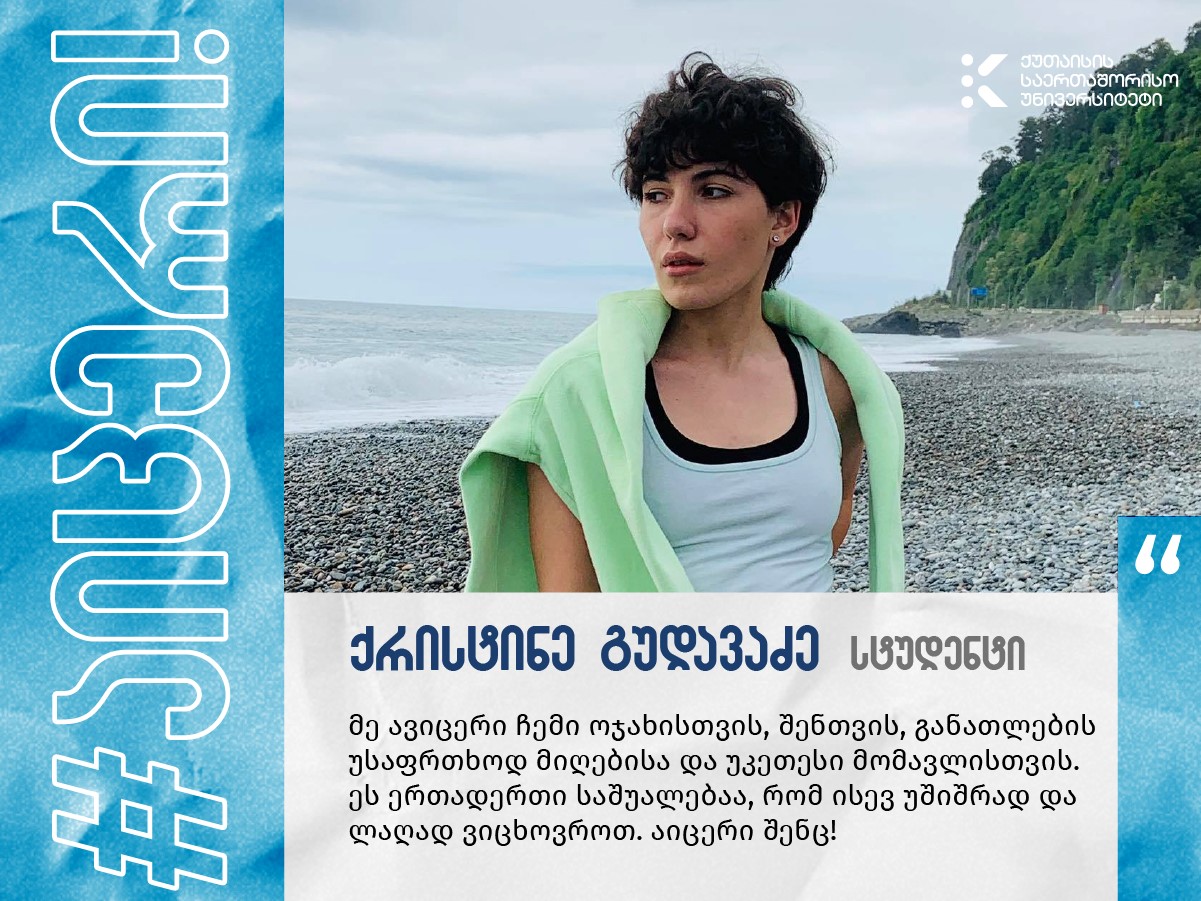 #აიცერი!
ქუთაისის
საერთაშორისო
უნივერსიტეტი
“
ქრისტინე გუდავაძე სტუდენტი
მე ავიცერი ჩემი ოჯახისთვის, შენთვის, განათლების
უსაფრთხოდ მიღებისა და უკეთესი მომავლისთვის.
ეს ერთადერთი საშუალებაა, რომ ისევ უშიშრად და
ლაღად ვიცხოვროთ. აიცერი შენც!